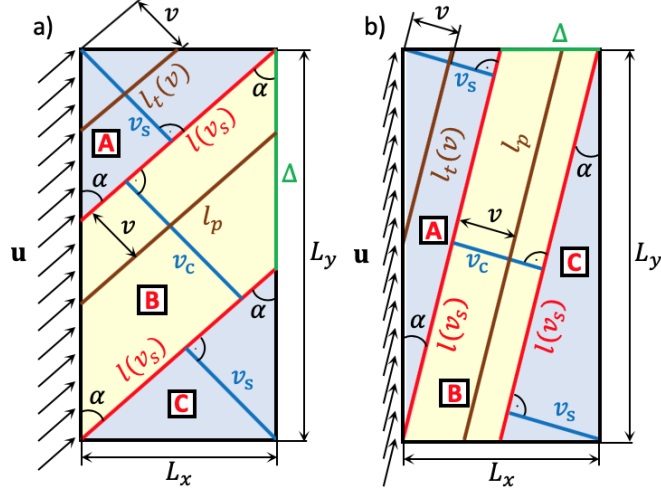 a)
v
α
Δ
l_t(v)
v_s
l(v_s)
A
α
v
l_p
u
v_c
L_y
B
α
l(v_s)
v_s
α
C
L_x
b)
v
Δ
v_s
l_t(v)
l_p
α
A
v
u
v_c
C
L_y
α
l(v_s)
l(v_s)
B
v_s
L_x